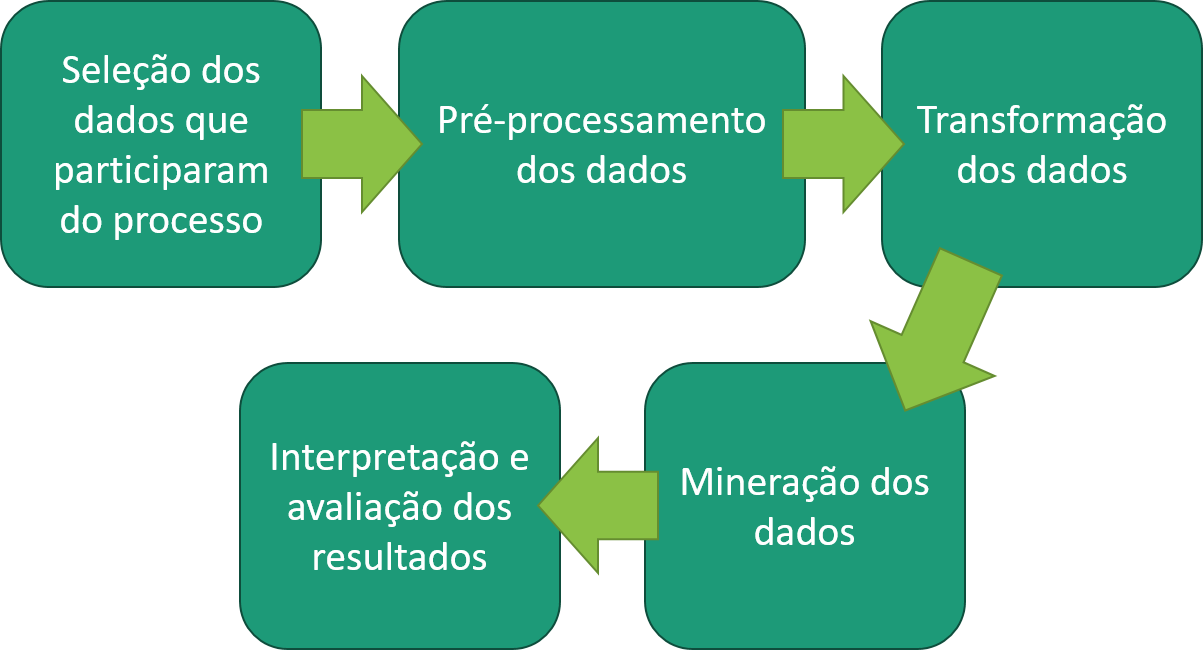 Seleção dos
dados que
participaram
do processo
Pré-processamento
dos dados
Transformação
dos dados
Mineração dos
dados
Interpretação e
avaliação dos
resultados